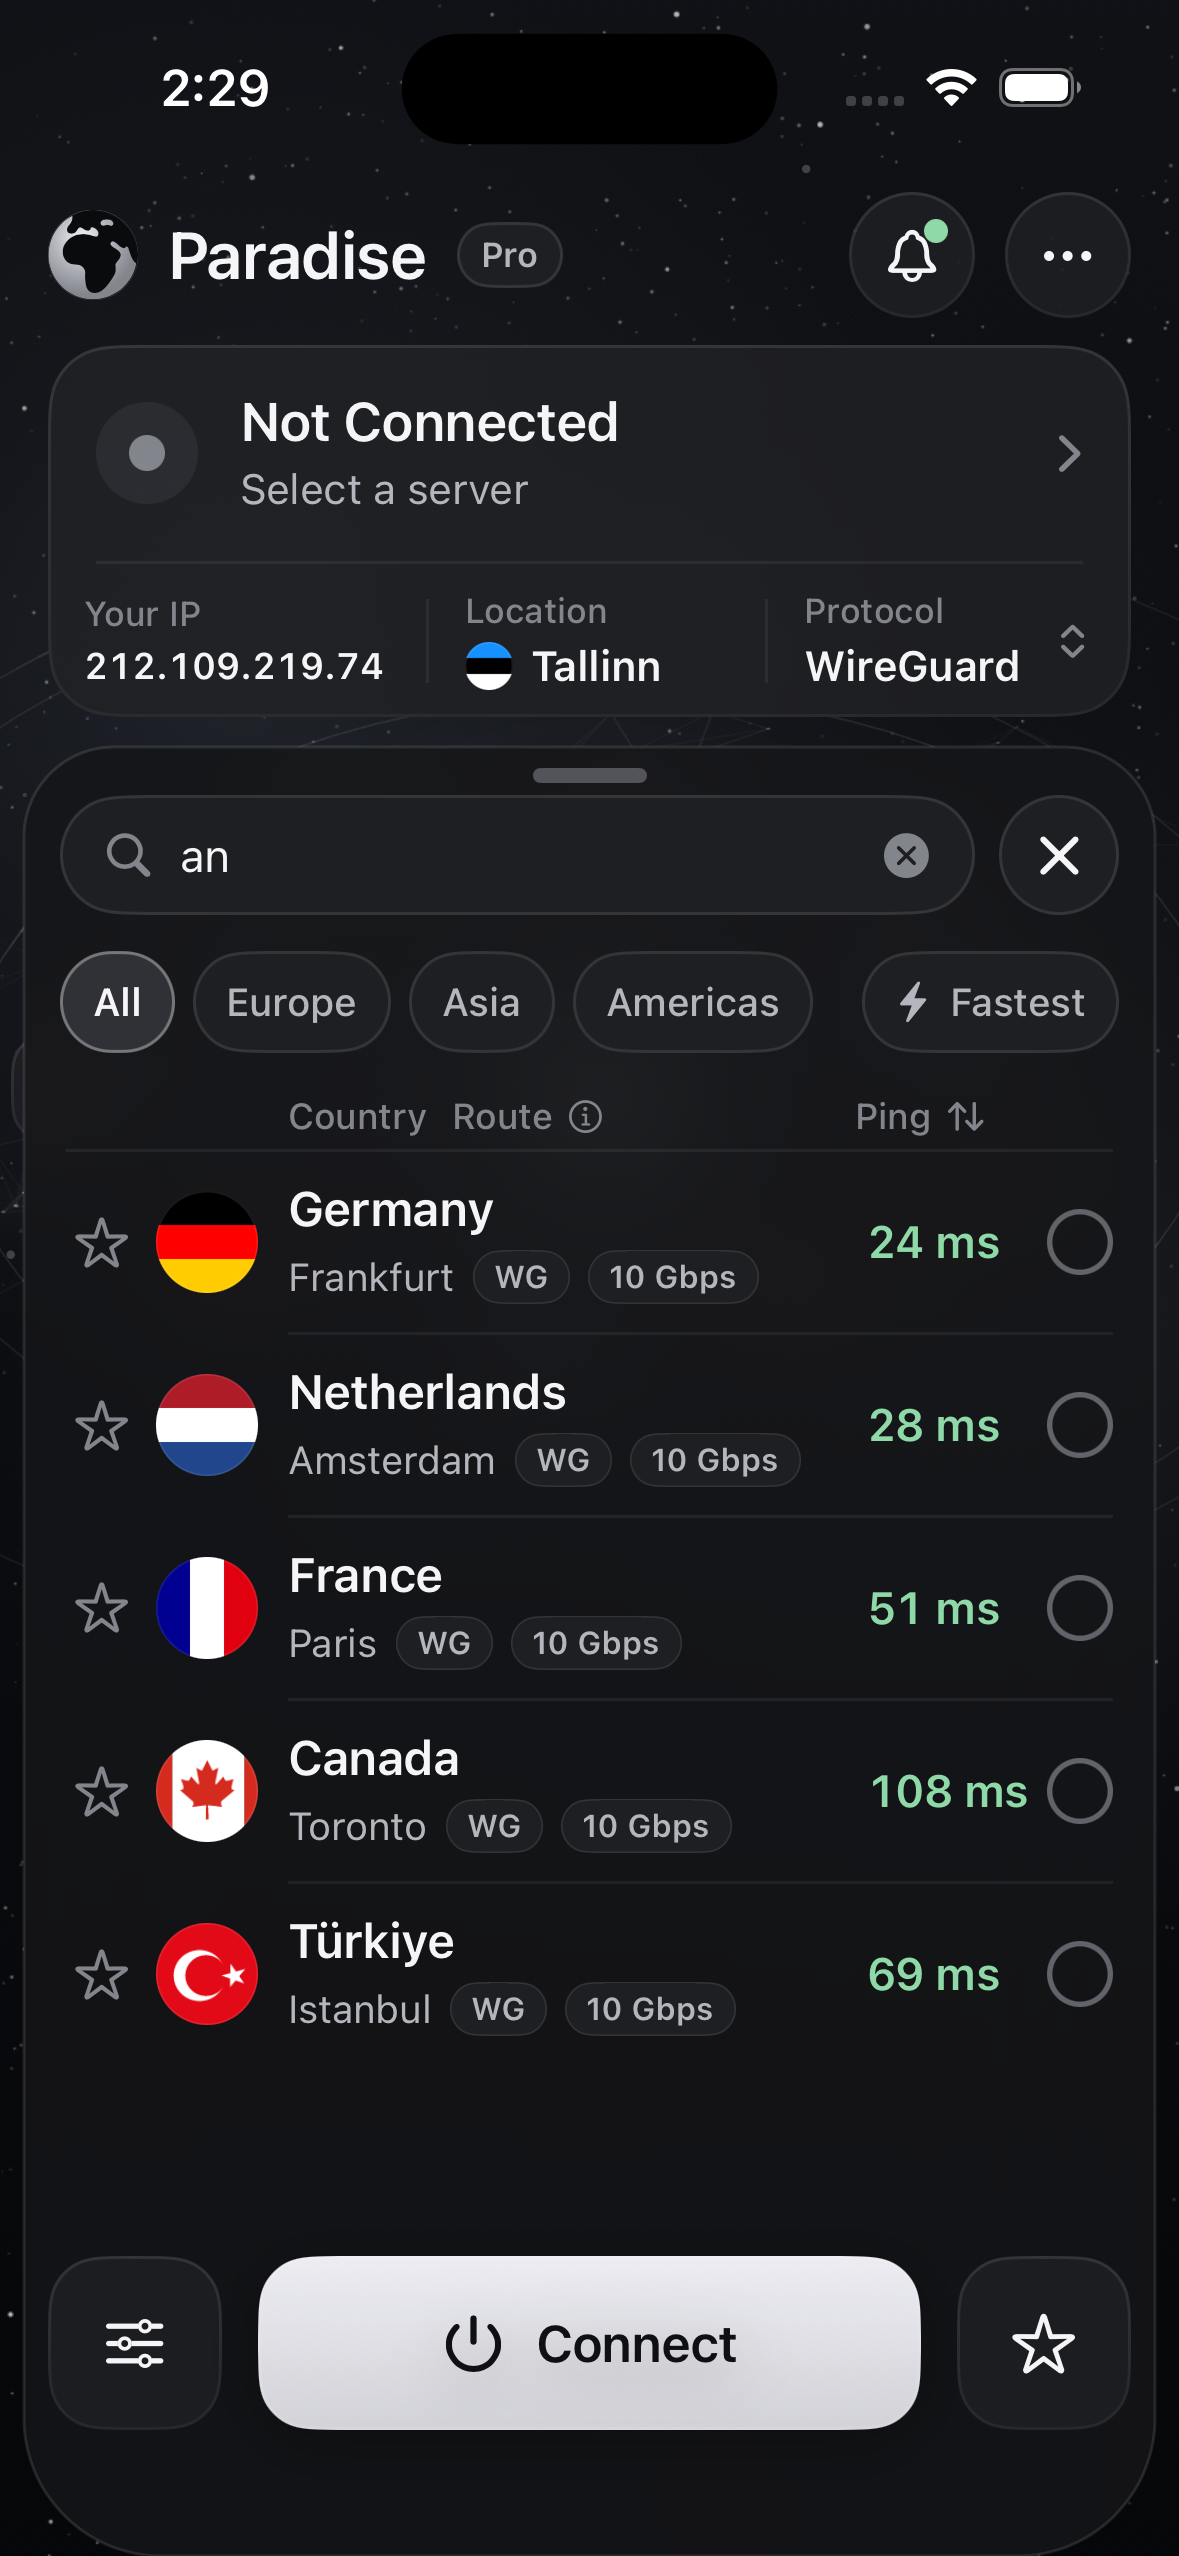 2:29
Paradise
Pro
Not Connected
Select a server
Your IP
212.109.219.74
Location
Tallinn
Protocol
WireGuard
an
All Europe Asia Americas Fastest
Country Route Ping
Germany
Frankfurt WG 10 Gbps
24 ms
Netherlands
Amsterdam WG 10 Gbps
28 ms
France
Paris WG 10 Gbps
51 ms
Canada
Toronto WG 10 Gbps
108 ms
Türkiye
Istanbul WG 10 Gbps
69 ms
Connect